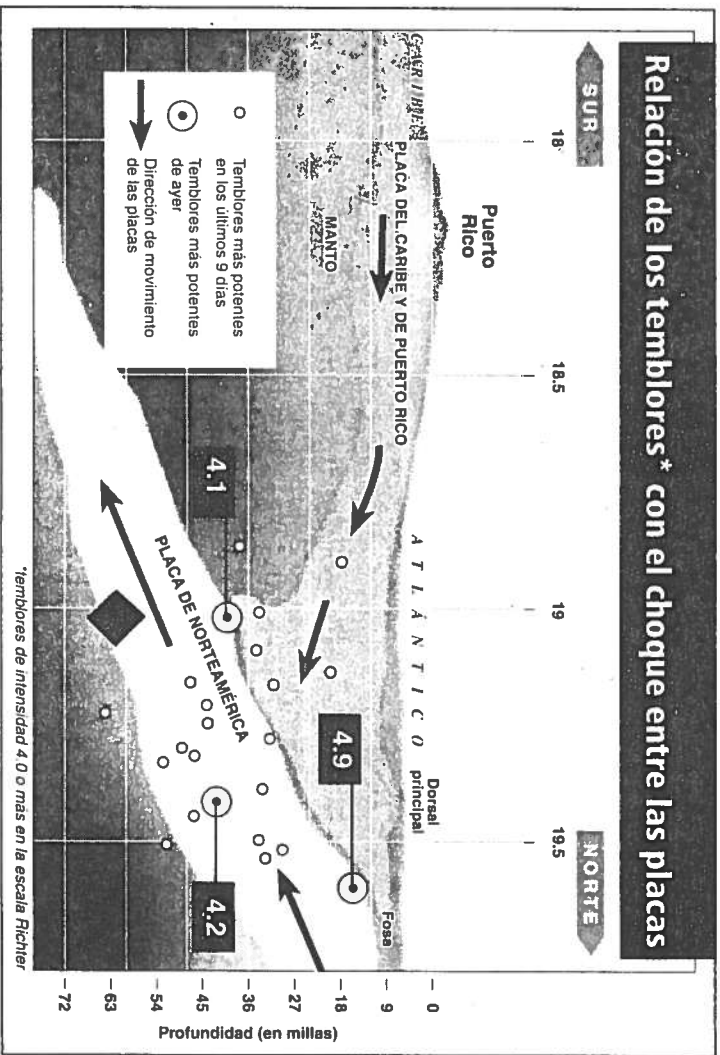 Relación de los temblores* con el choque entre las placas
SUR
NORTE
18
18.5
19
19.5
Puerto
Rico
ATLÁNTICO
Dorsal
principal
Fosa
PLACA DEL CARIBE Y DE PUERTO RICO
MANTO
PLACA DE NORTEAMÉRICA
4.1
4.9
4.2
Temblores más potentes
en los últimos 9 días
Temblores más potentes
de ayer
Dirección de movimiento
de las placas
0
9
18
27
36
45
54
63
72
Profundidad (en millas)
*temblores de intensidad 4.0 o más en la escala Richter